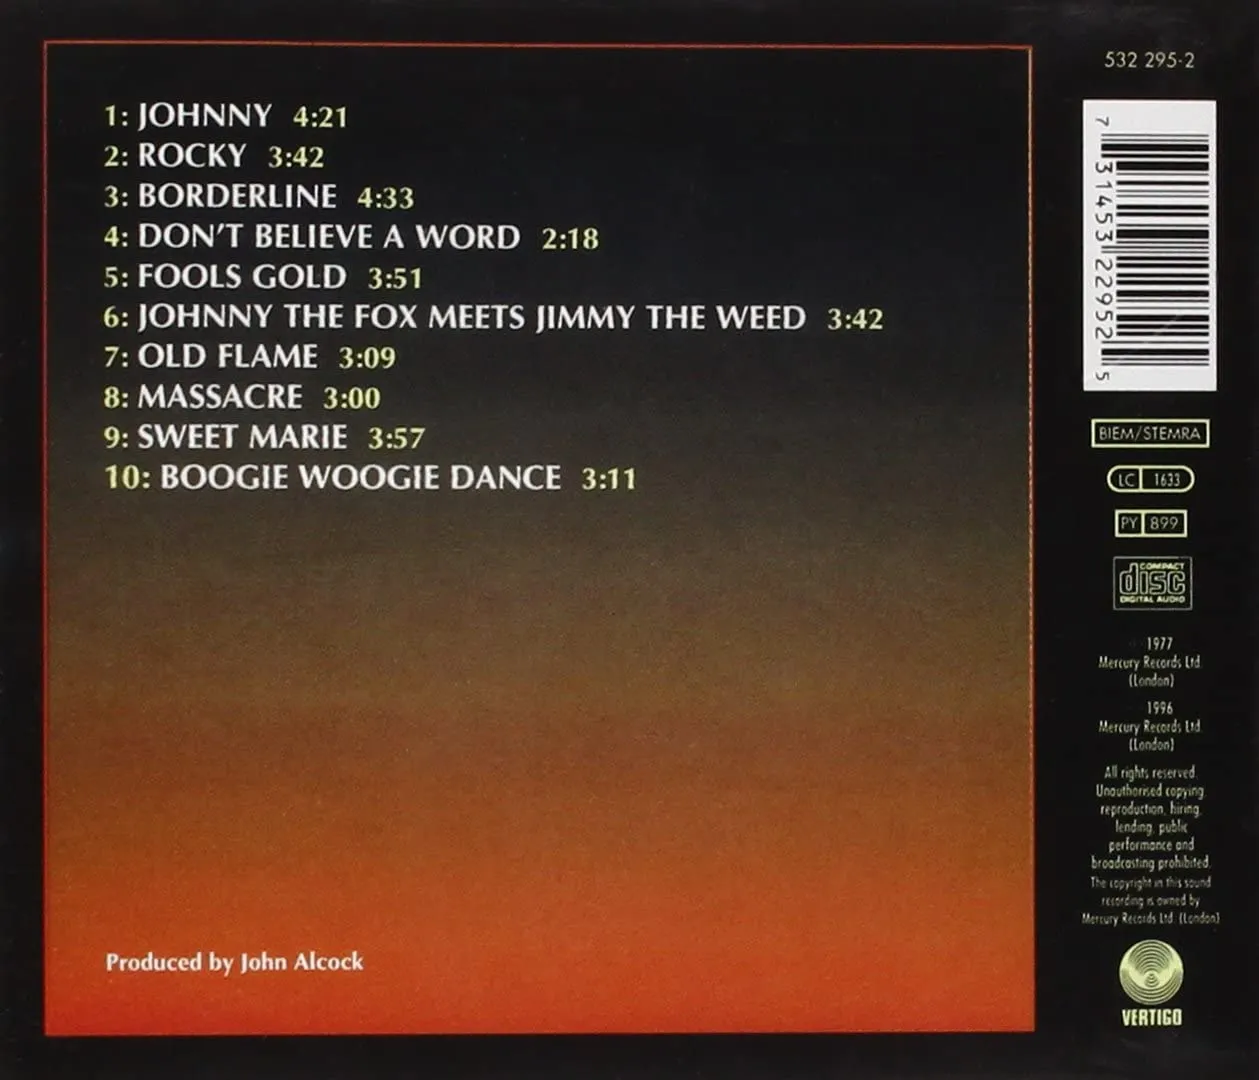 1: JOHNNY 4:21
2: ROCKY 3:42
3: BORDERLINE 4:33
4: DON'T BELIEVE A WORD 2:18
5: FOOLS GOLD 3:51
6: JOHNNY THE FOX MEETS JIMMY THE WEED 3:42
7: OLD FLAME 3:09
8: MASSACRE 3:00
9: SWEET MARIE 3:57
10: BOOGIE WOOGIE DANCE 3:11
Produced by John Alcock
532 295-2
7 31453 22952 5
BIEM/STEMRA
LC 1633
PY 899
COMPACT
disc
DIGITAL AUDIO
1977
Mercury Records Ltd.
(London)
1996
Mercury Records Ltd.
(London)
All rights reserved.
Unauthorised copying,
reproduction, hiring,
lending, public
performance and
broadcasting prohibited.
The copyright in this sound
recording is owned by
Mercury Records Ltd. (London)
VERTIGO